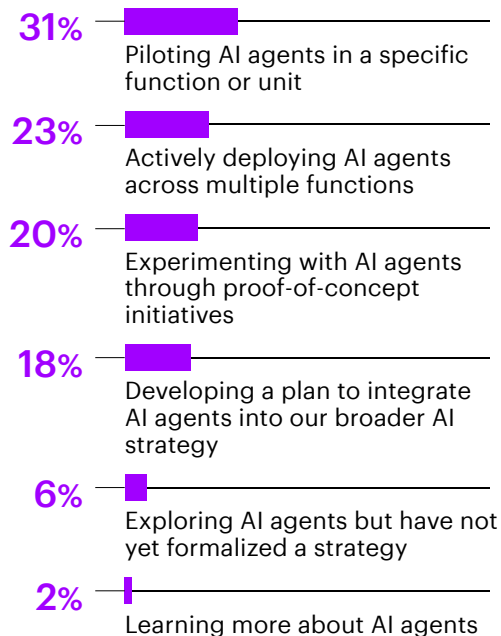 31%
Piloting AI agents in a specific
function or unit
23%
Actively deploying AI agents
across multiple functions
20%
Experimenting with AI agents
through proof-of-concept
initiatives
18%
Developing a plan to integrate
AI agents into our broader AI
strategy
6%
Exploring AI agents but have not
yet formalized a strategy
2%
Learning more about AI agents